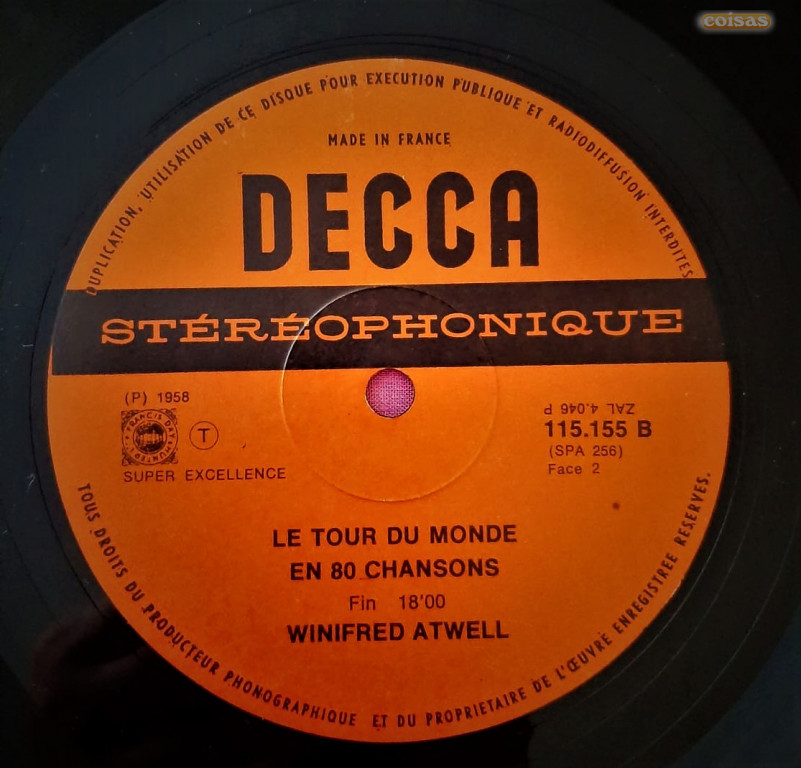 coisas
DUPLICATION, UTILISATION DE CE DISQUE POUR EXECUTION PUBLIQUE ET RADIODIFFUSION INTERDITES
MADE IN FRANCE
DECCA
STÉRÉOPHONIQUE
(P) 1958
FRANCIS DAY
T
SUPER EXCELLENCE
ZAL 4.046 P
115.155 B
(SPA 256)
Face 2
LE TOUR DU MONDE
EN 80 CHANSONS
Fin 18'00
WINIFRED ATWELL
TOUS DROITS DU PRODUCTEUR PHONOGRAPHIQUE ET DU PROPRIETAIRE DE L'ŒUVRE ENREGISTREE RESERVES.